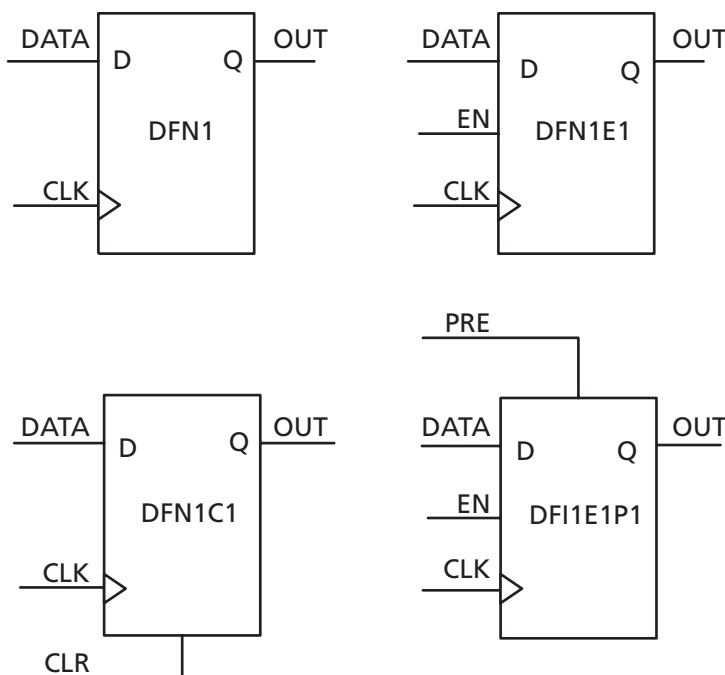 DATA
OUT
D
Q
DFN1
CLK
DATA
OUT
D
Q
EN
DFN1E1
CLK
DATA
OUT
D
Q
DFN1C1
CLK
CLR
PRE
DATA
OUT
D
Q
EN
DFI1E1P1
CLK